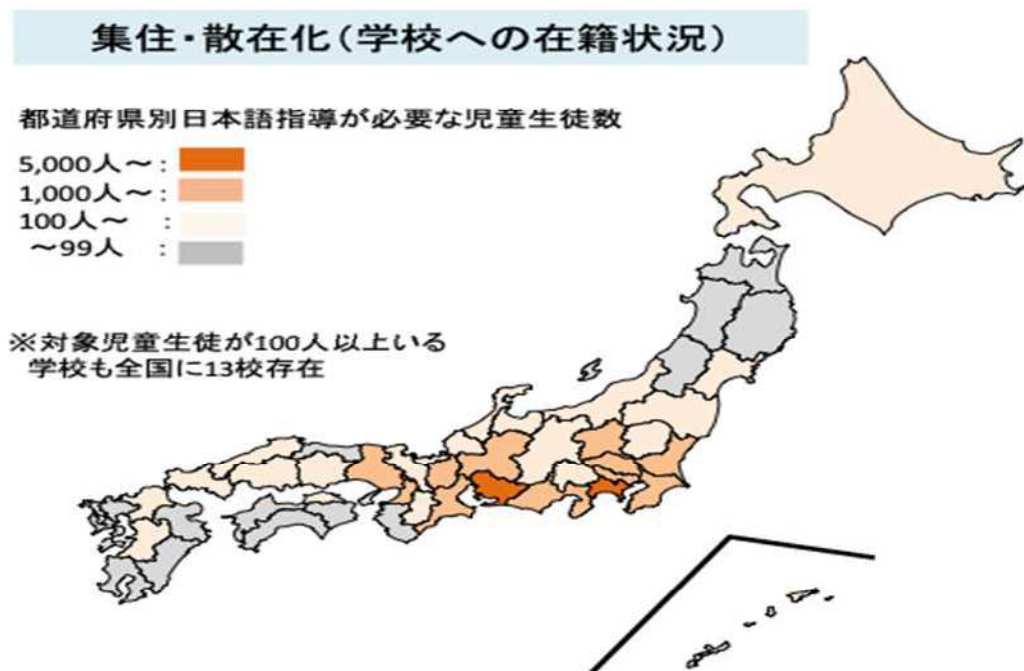 集住・散在化(学校への在籍状況)
都道府県別日本語指導が必要な児童生徒数
5,000人～:
1,000人～:
100人～ :
～99人 :
※対象児童生徒が100人以上いる
学校も全国に13校存在